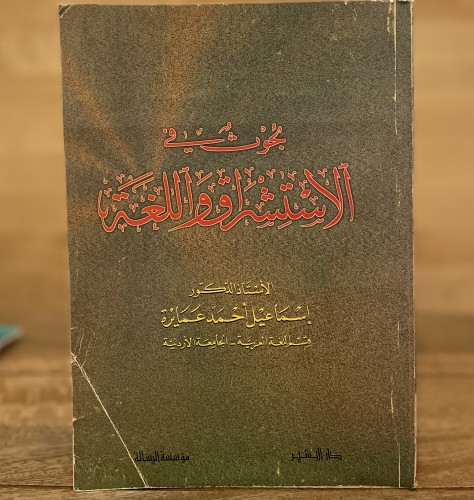 بحوث في
الاستشراق واللغة
الأستاذ الدكتور
إسماعيل أحمد عمايرة
قسم اللغة العربية - الجامعة الأردنية
مؤسسة الرسالة
دار البشير